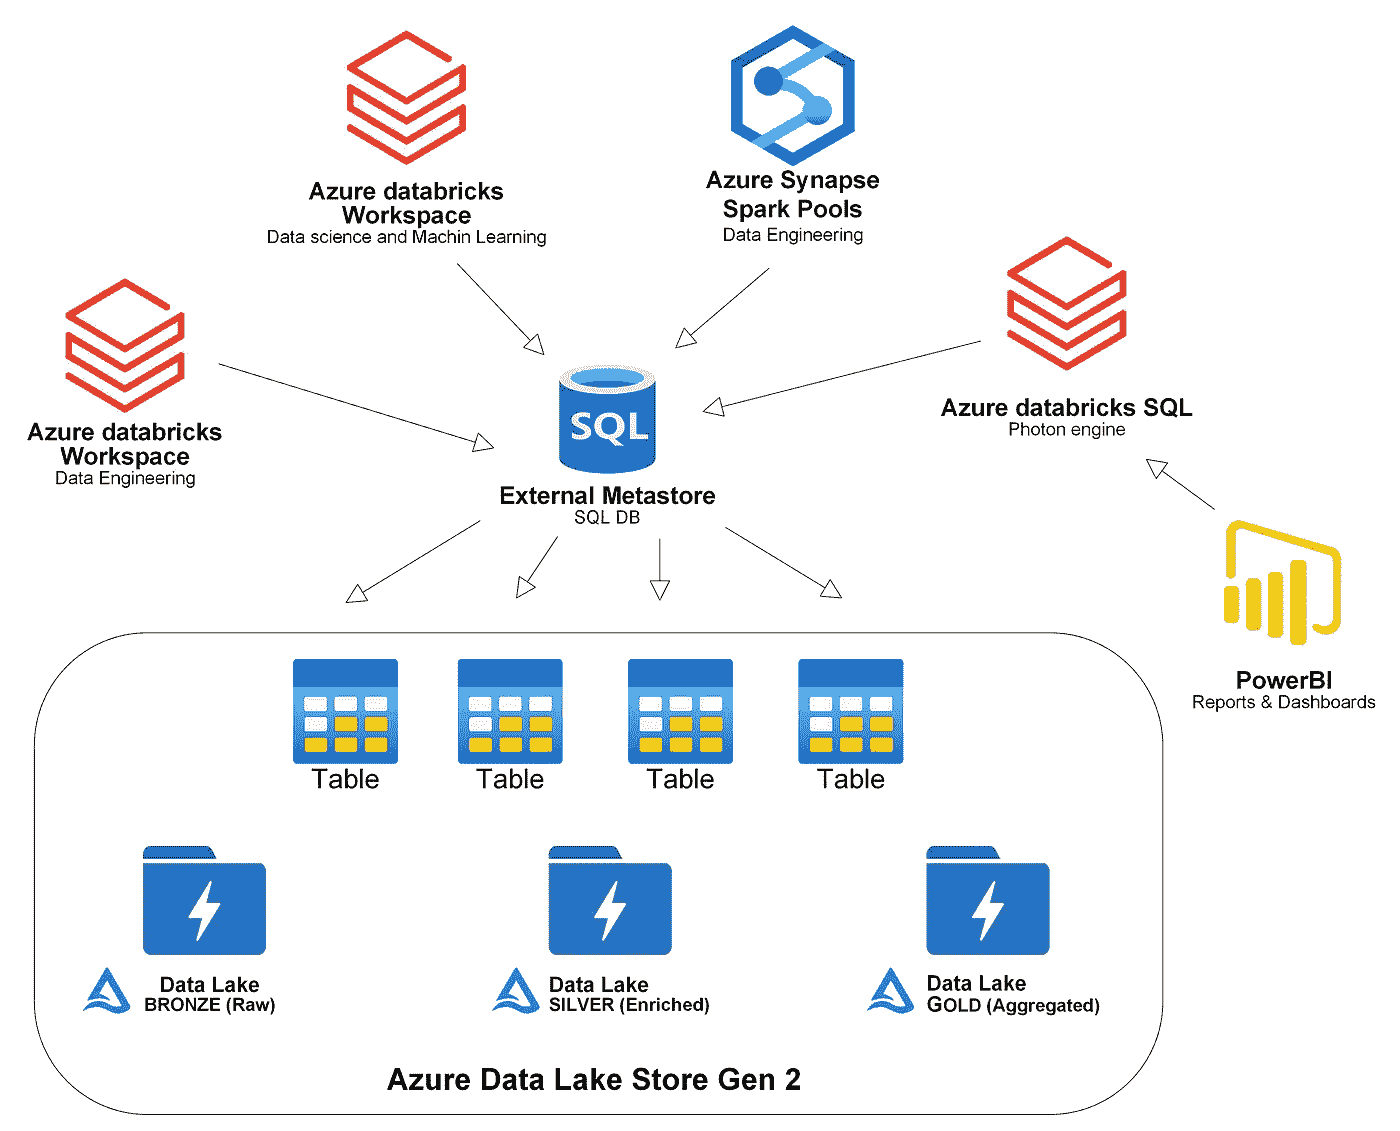 Azure databricks
Workspace
Data science and Machin Learning
Azure Synapse
Spark Pools
Data Engineering
Azure databricks
Workspace
Data Engineering
SQL
External Metastore
SQL DB
Azure databricks SQL
Photon engine
PowerBI
Reports & Dashboards
Table
Table
Table
Table
Data Lake
BRONZE (Raw)
Data Lake
SILVER (Enriched)
Data Lake
GOLD (Aggregated)
Azure Data Lake Store Gen 2